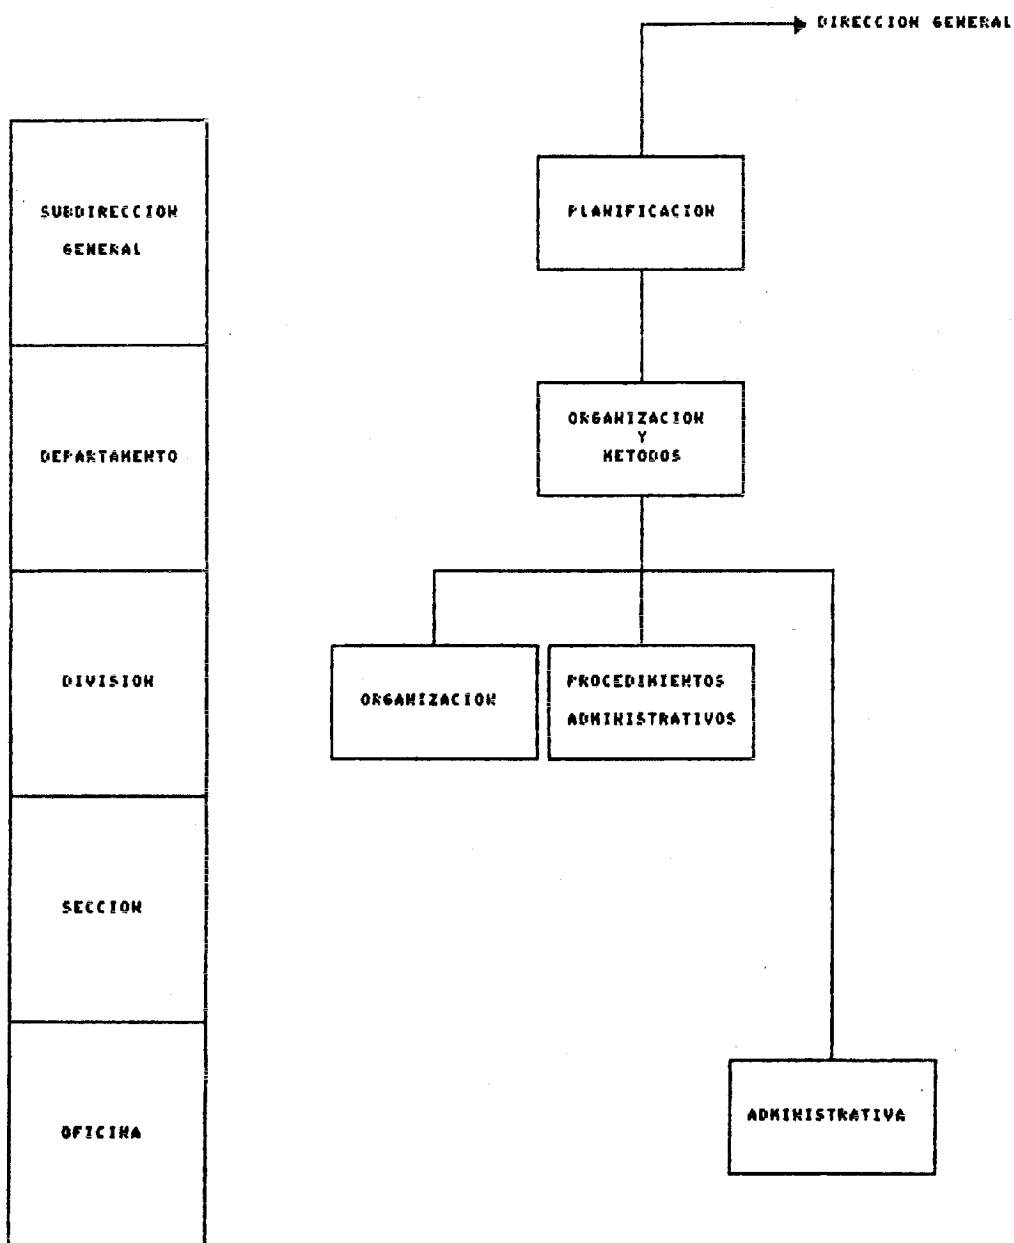 DIRECCION GENERAL
SUBDIRECCION
GENERAL
PLANIFICACION
DEPARTAMENTO
ORGANIZACION
Y
METODOS
DIVISION
ORGANIZACION
PROCEDIMIENTOS
ADMINISTRATIVOS
SECCION
OFICINA
ADMINISTRATIVA